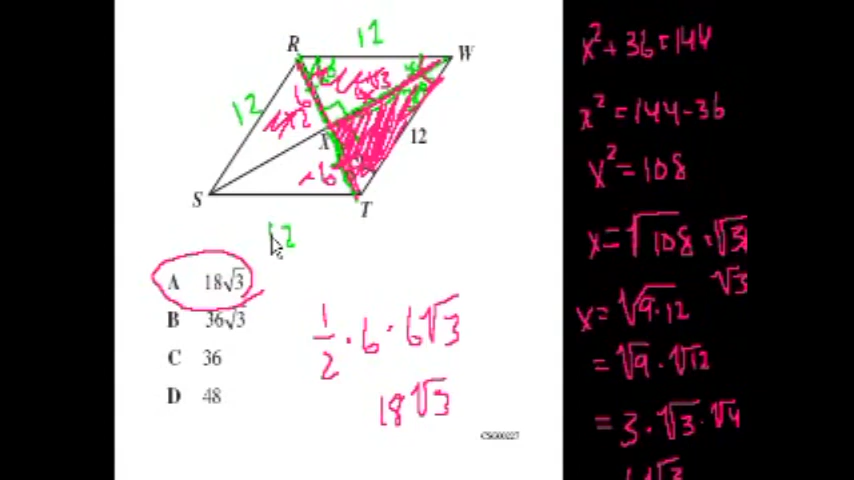 12
R
W
12
6
X
12
6
S
T
12
A 18√3
B 36√3
C 36
D 48
1/2 · 6 · 6√3
18√3
CSG00227
x² + 36 = 144
x² = 144 - 36
x² = 108
x = √108 · √3
√3
x = √9·12
= √9 · √12
= 3 · √3 · √4